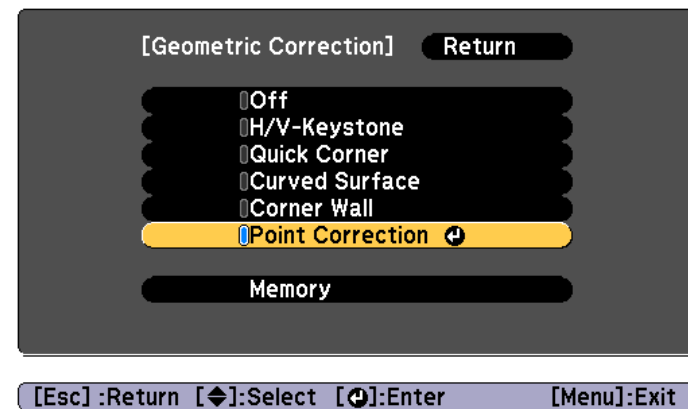 [Geometric Correction] Return
Off
H/V-Keystone
Quick Corner
Curved Surface
Corner Wall
Point Correction
Memory
[Esc] :Return [◆]:Select [⏎]:Enter [Menu]:Exit